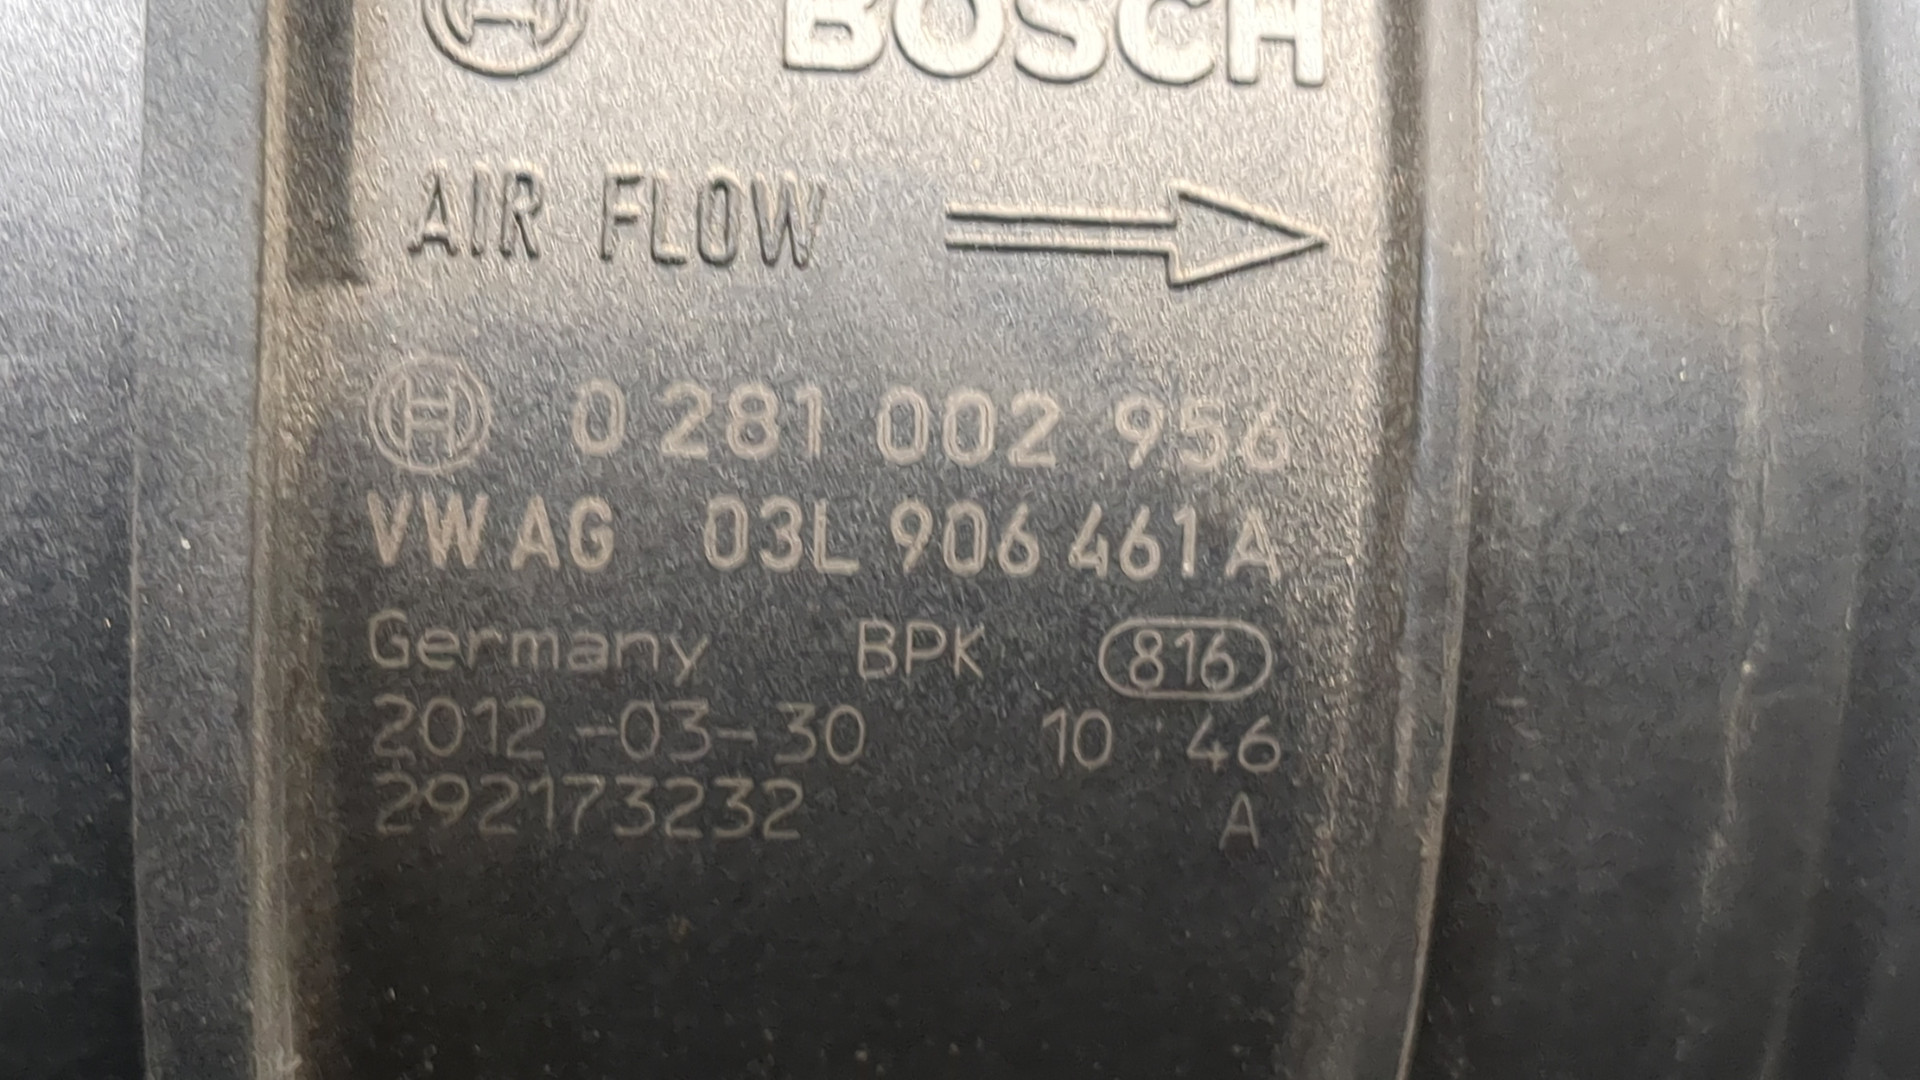 BOSCH
AIR FLOW
0 281 002 956
VW AG 03L 906 461 A
Germany BPK 816
2012-03-30 10:46
292173232 A